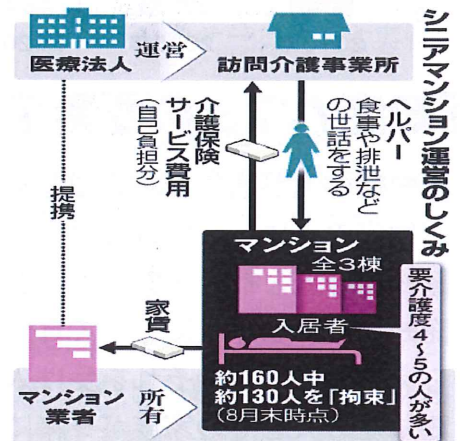 シニアマンション運営のしくみ
医療法人
運営
訪問介護事業所
ヘルパー
食事や排泄など
の世話をする
介護保険
サービス費用
(自己負担分)
提携
マンション
全3棟
入居者
約160人中
約130人を「拘束」
(8月末時点)
要介護度4~5の人が多い
家賃
マンション
業者
所有